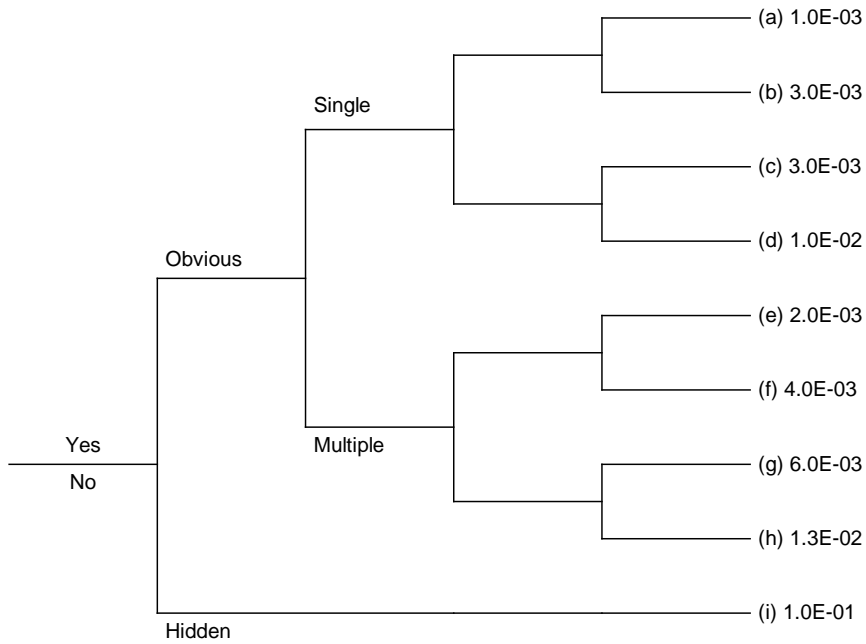 (a) 1.0E-03
(b) 3.0E-03
Single
(c) 3.0E-03
(d) 1.0E-02
Obvious
(e) 2.0E-03
(f) 4.0E-03
Yes
Multiple
(g) 6.0E-03
No
(h) 1.3E-02
(i) 1.0E-01
Hidden